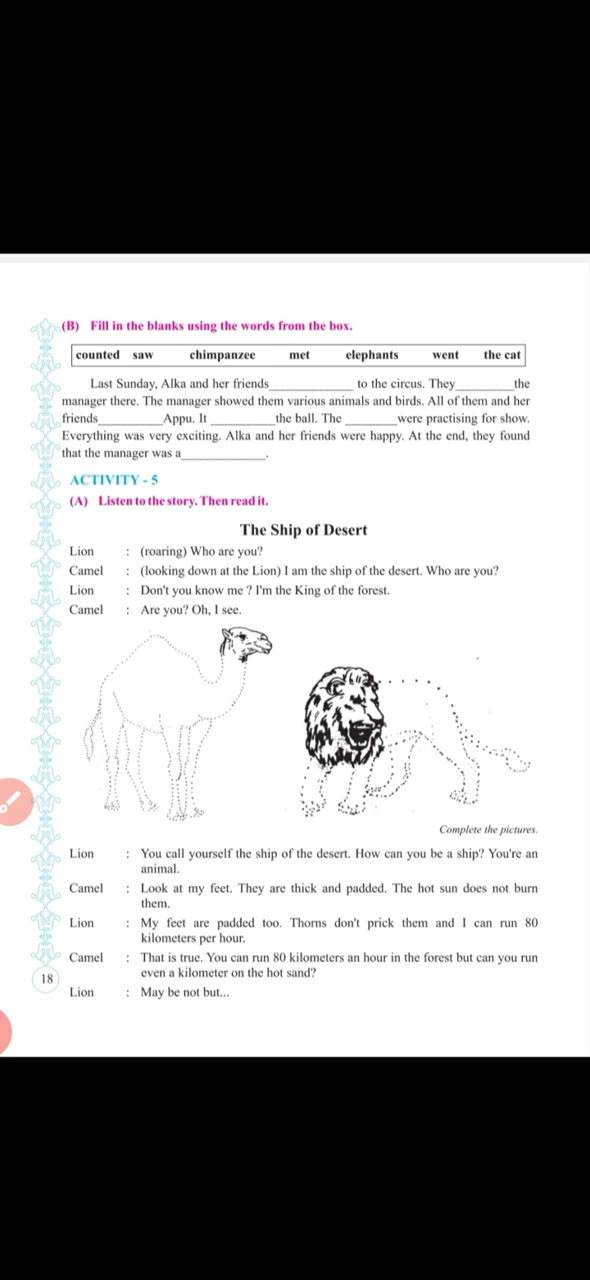 (B) Fill in the blanks using the words from the box.
counted saw chimpanzee met elephants went the cat
Last Sunday, Alka and her friends____________ to the circus. They_________the
manager there. The manager showed them various animals and birds. All of them and her
friends__________Appu. It __________the ball. The ________were practising for show.
Everything was very exciting. Alka and her friends were happy. At the end, they found
that the manager was a_____________.
ACTIVITY - 5
(A) Listen to the story. Then read it.
The Ship of Desert
Lion : (roaring) Who are you?
Camel : (looking down at the Lion) I am the ship of the desert. Who are you?
Lion : Don't you know me ? I'm the King of the forest.
Camel : Are you? Oh, I see.
Complete the pictures.
Lion : You call yourself the ship of the desert. How can you be a ship? You're an
animal.
Camel : Look at my feet. They are thick and padded. The hot sun does not burn
them.
Lion : My feet are padded too. Thorns don't prick them and I can run 80
kilometers per hour.
Camel : That is true. You can run 80 kilometers an hour in the forest but can you run
even a kilometer on the hot sand?
18
Lion : May be not but...